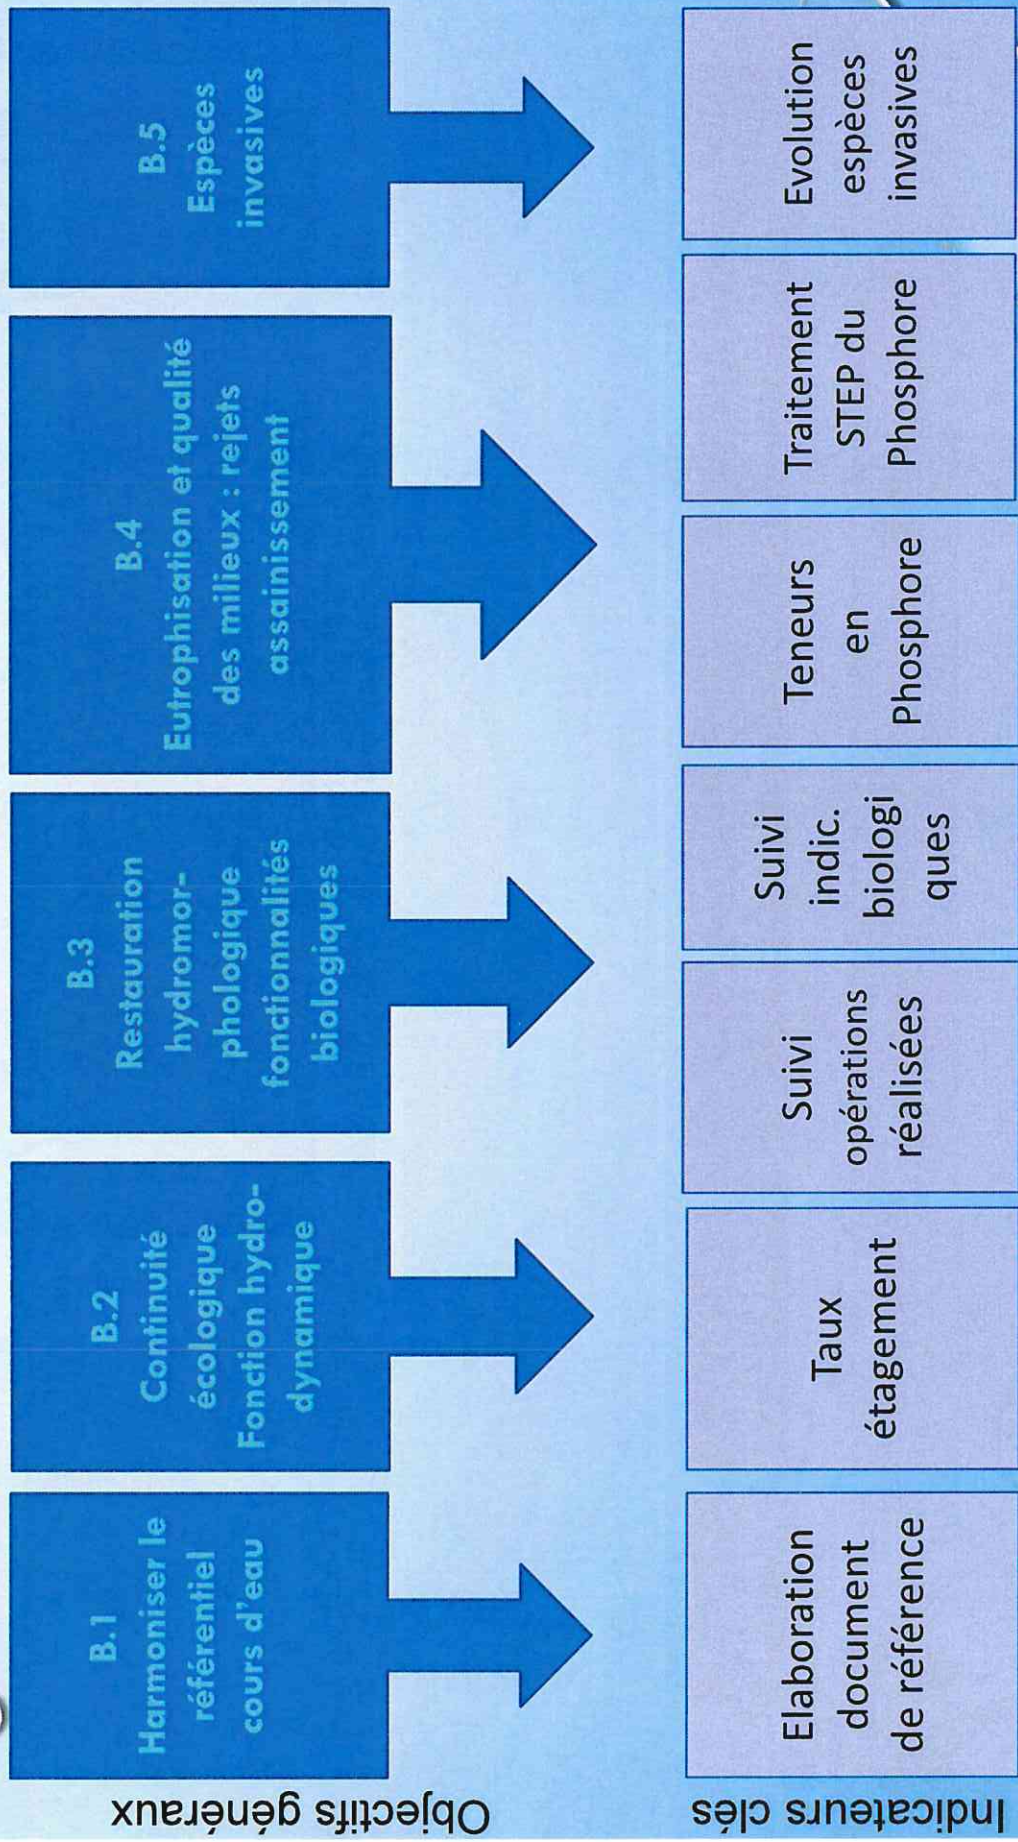 Objectifs généraux
B.1
Harmoniser le
référentiel
cours d'eau
B.2
Continuité
écologique
Fonction hydro-
dynamique
B.3
Restauration
hydromor-
phologique
fonctionnalités
biologiques
B.4
Eutrophisation et qualité
des milieux : rejets
assainissement
B.5
Espèces
invasives
Indicateurs clés
Elaboration
document
de référence
Taux
étagement
Suivi
opérations
réalisées
Suivi
indic.
biologi
ques
Teneurs
en
Phosphore
Traitement
STEP du
Phosphore
Evolution
espèces
invasives